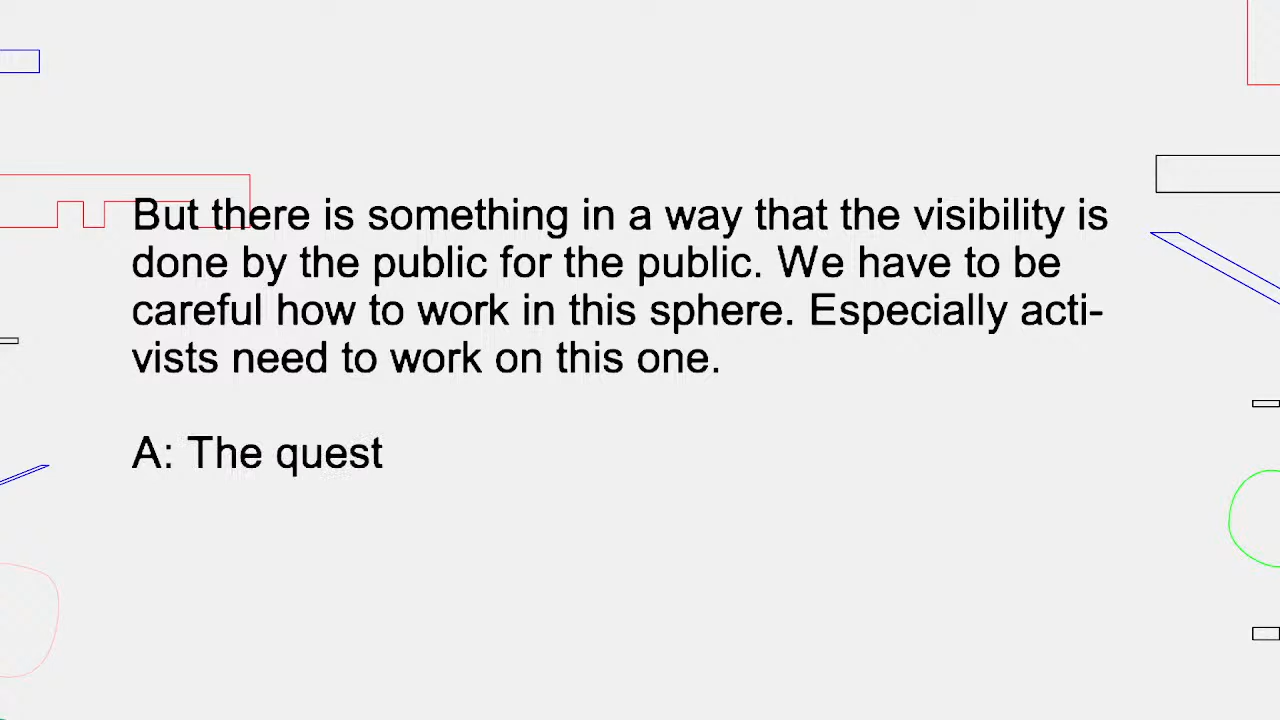 But there is something in a way that the visibility is
done by the public for the public. We have to be
careful how to work in this sphere. Especially acti-
vists need to work on this one.
A: The quest